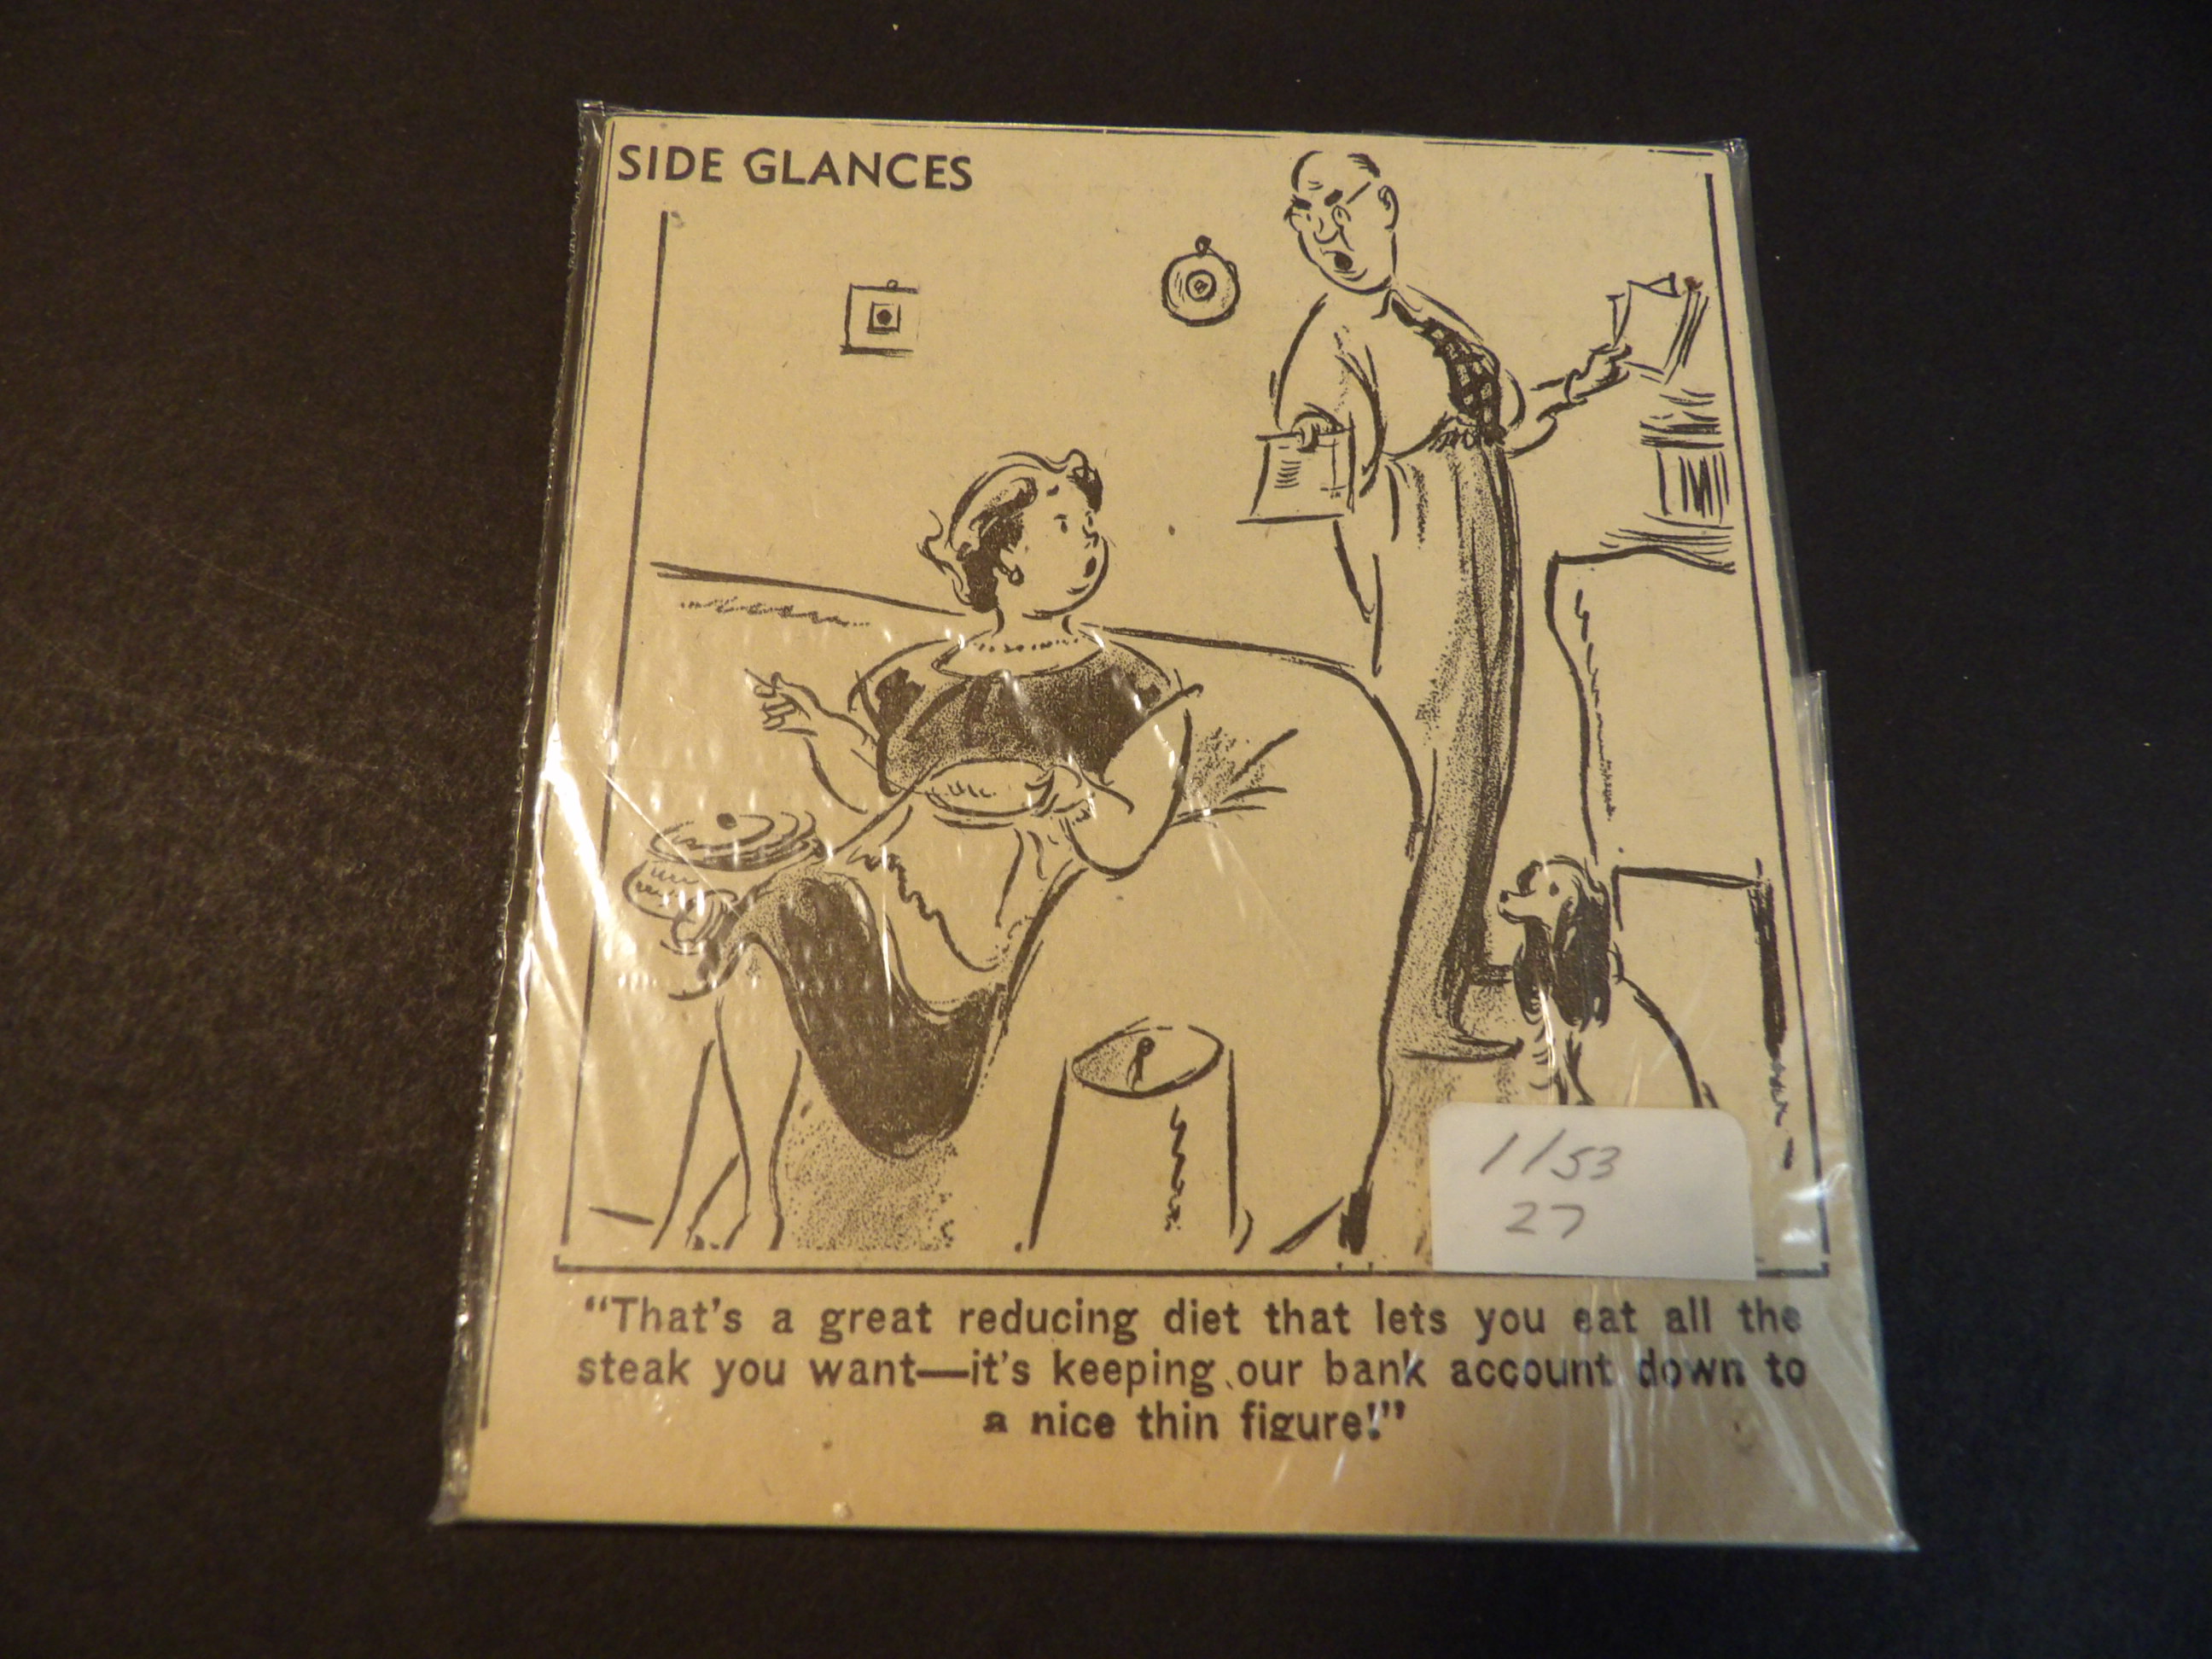 SIDE GLANCES
1/53
27
“That's a great reducing diet that lets you eat all the
steak you want—it's keeping our bank account down to
a nice thin figure!”